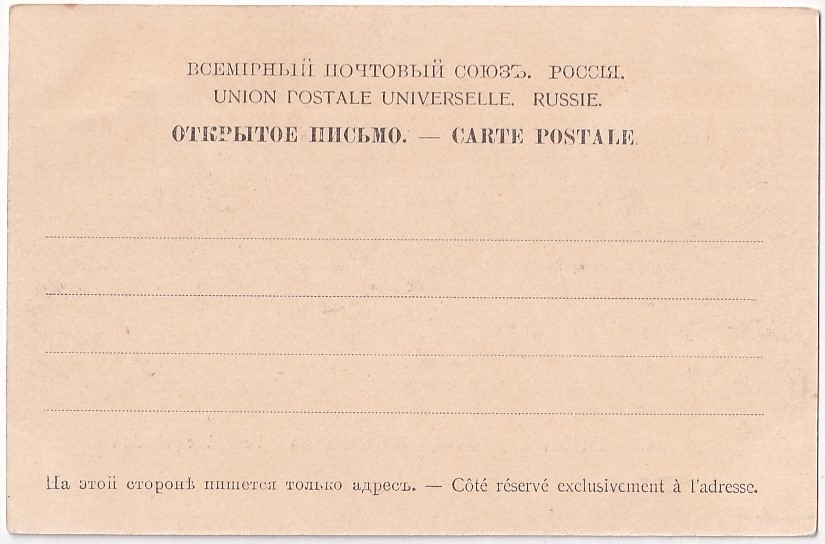 ВСЕМІРНЫЙ ПОЧТОВЫЙ СОЮЗЪ. РОССІЯ.
UNION POSTALE UNIVERSELLE. RUSSIE.
ОТКРЫТОЕ ПИСЬМО. — CARTE POSTALE.
На этой сторонѣ пишется только адресъ. — Côté réservé exclusivement à l'adresse.